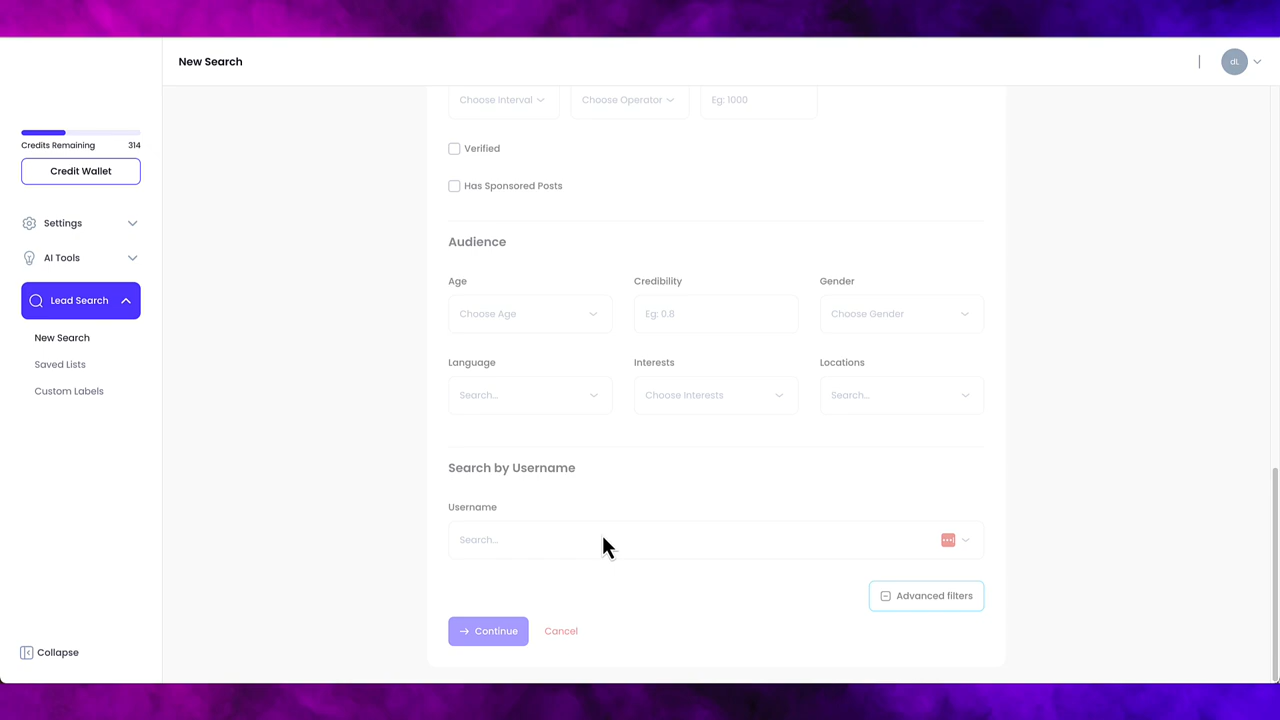 New Search
dL
Credits Remaining 314
Credit Wallet
Settings
AI Tools
Lead Search
New Search
Saved Lists
Custom Labels
Collapse
Choose Interval Choose Operator Eg: 1000
Verified
Has Sponsored Posts
Audience
Age Credibility Gender
Choose Age Eg: 0.8 Choose Gender
Language Interests Locations
Search... Choose Interests Search...
Search by Username
Username
Search...
Advanced filters
Continue Cancel